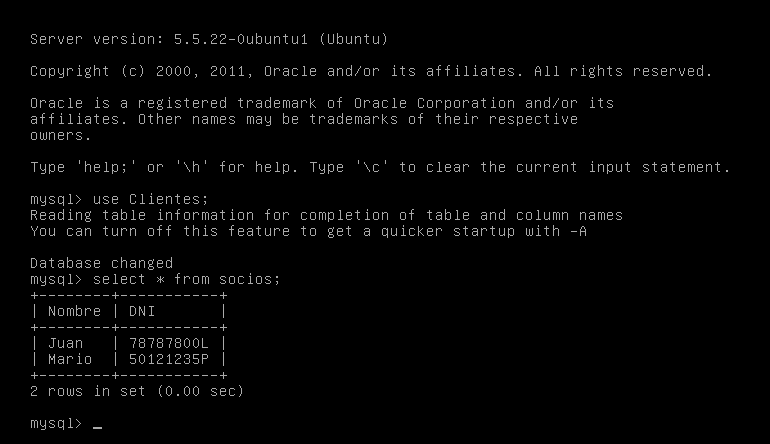 Server version: 5.5.22-0ubuntu1 (Ubuntu)
Copyright (c) 2000, 2011, Oracle and/or its affiliates. All rights reserved.
Oracle is a registered trademark of Oracle Corporation and/or its
affiliates. Other names may be trademarks of their respective
owners.
Type 'help;' or '\h' for help. Type '\c' to clear the current input statement.
mysql> use Clientes;
Reading table information for completion of table and column names
You can turn off this feature to get a quicker startup with -A
Database changed
mysql> select * from socios;
+--------+-----------+
| Nombre | DNI       |
+--------+-----------+
| Juan   | 78787800L |
| Mario  | 50121235P |
+--------+-----------+
2 rows in set (0.00 sec)
mysql> _